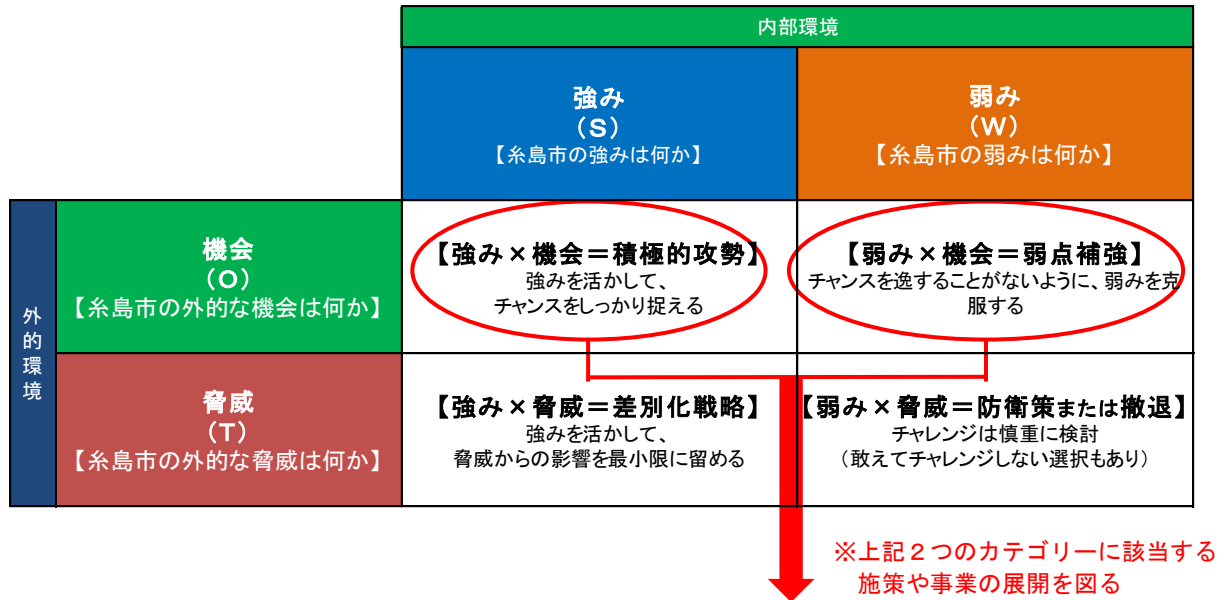 内部環境
強み
(S)
【糸島市の強みは何か】
弱み
(W)
【糸島市の弱みは何か】
外的環境
機会
(O)
【糸島市の外的な機会は何か】
【強み×機会＝積極的攻勢】
強みを活かして、
チャンスをしっかり捉える
【弱み×機会＝弱点補強】
チャンスを逸することがないように、弱みを克
服する
脅威
(T)
【糸島市の外的な脅威は何か】
【強み×脅威＝差別化戦略】
強みを活かして、
脅威からの影響を最小限に留める
【弱み×脅威＝防衛策または撤退】
チャレンジは慎重に検討
（敢えてチャレンジしない選択もあり）
※上記２つのカテゴリーに該当する
施策や事業の展開を図る